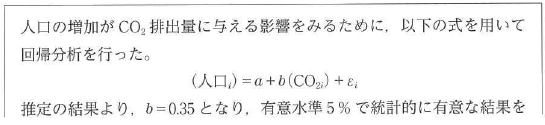 人口の増加が CO₂ 排出量に与える影響をみるために，以下の式を用いて
回帰分析を行った。
(人口ᵢ)=a+b(CO₂ᵢ)+εᵢ
推定の結果より，b=0.35 となり，有意水準 5 % で統計的に有意な結果を